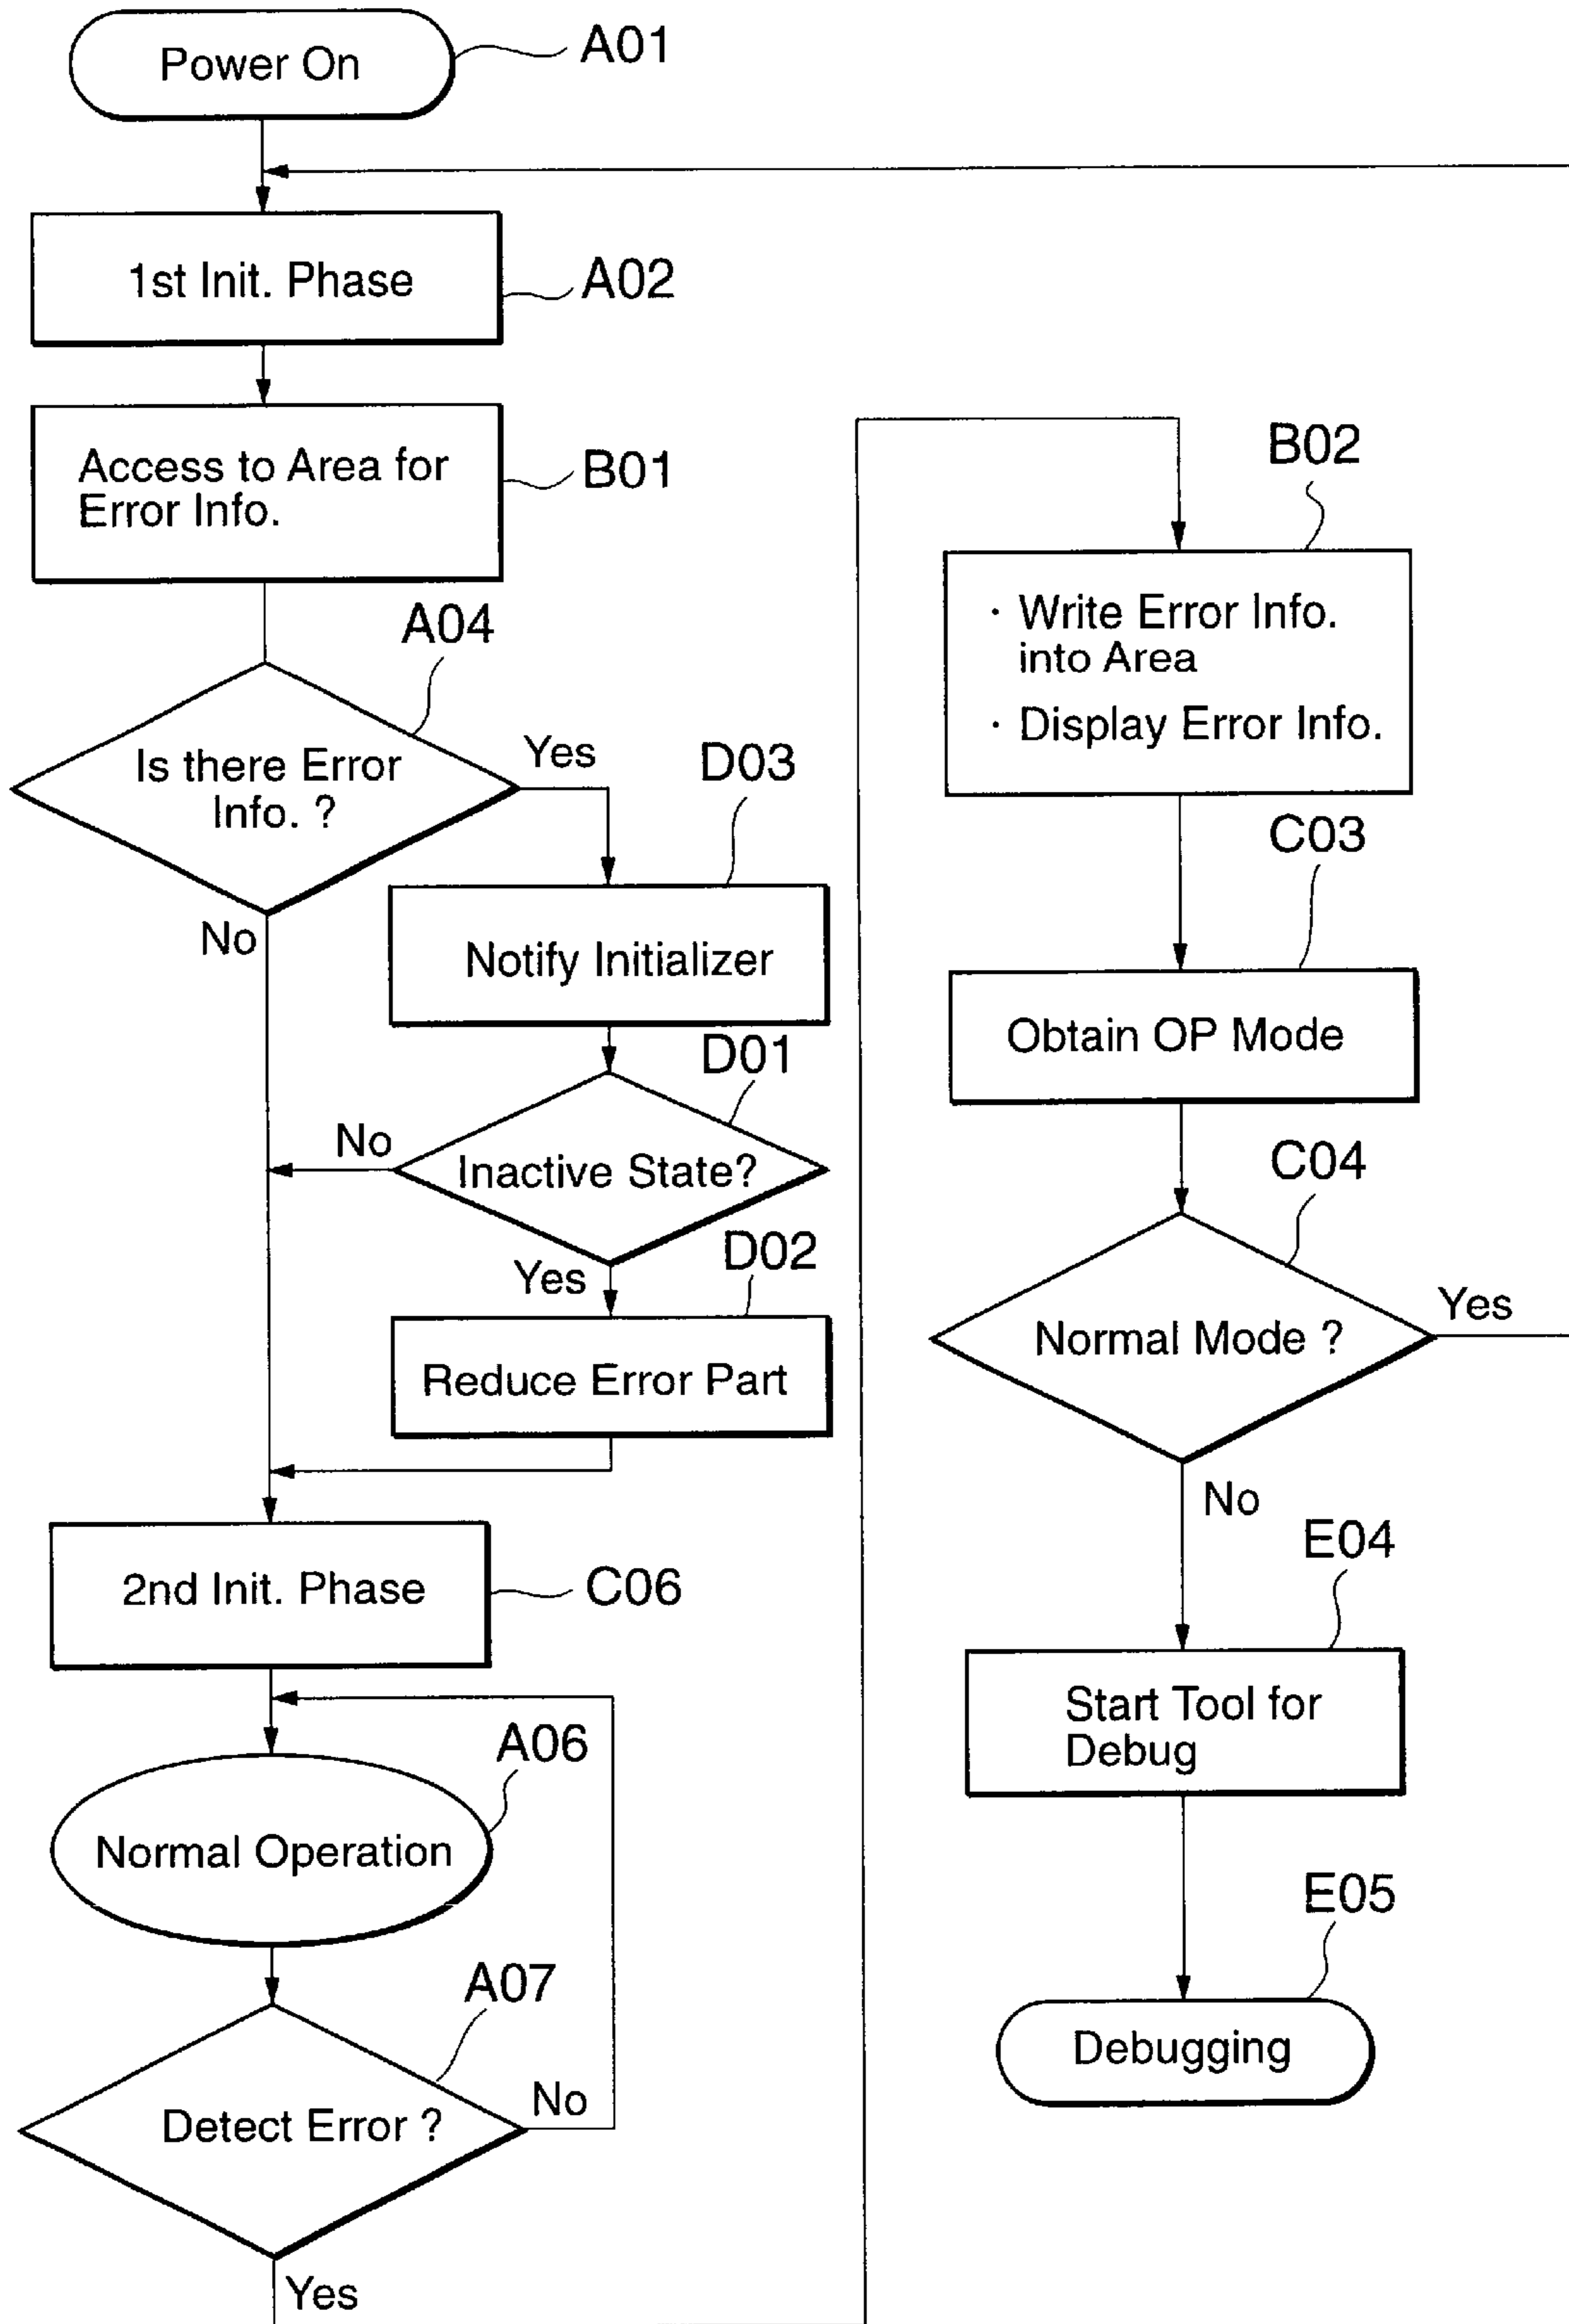 Power On
A01
1st Init. Phase
A02
Access to Area for
Error Info.
B01
A04
Is there Error
Info. ?
Yes
No
D03
Notify Initializer
D01
Inactive State?
No
Yes
D02
Reduce Error Part
2nd Init. Phase
C06
A06
Normal Operation
A07
Detect Error ?
No
Yes
B02
· Write Error Info.
into Area
· Display Error Info.
C03
Obtain OP Mode
C04
Normal Mode ?
Yes
No
E04
Start Tool for
Debug
E05
Debugging